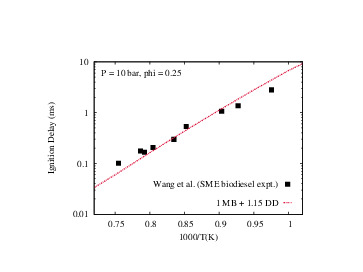 10
P = 10 bar, phi = 0.25
1
Ignition Delay (ms)
0.1
Wang et al. (SME biodiesel expt.)
1 MB + 1.15 DD
0.01
0.75 0.8 0.85 0.9 0.95 1
1000/T(K)